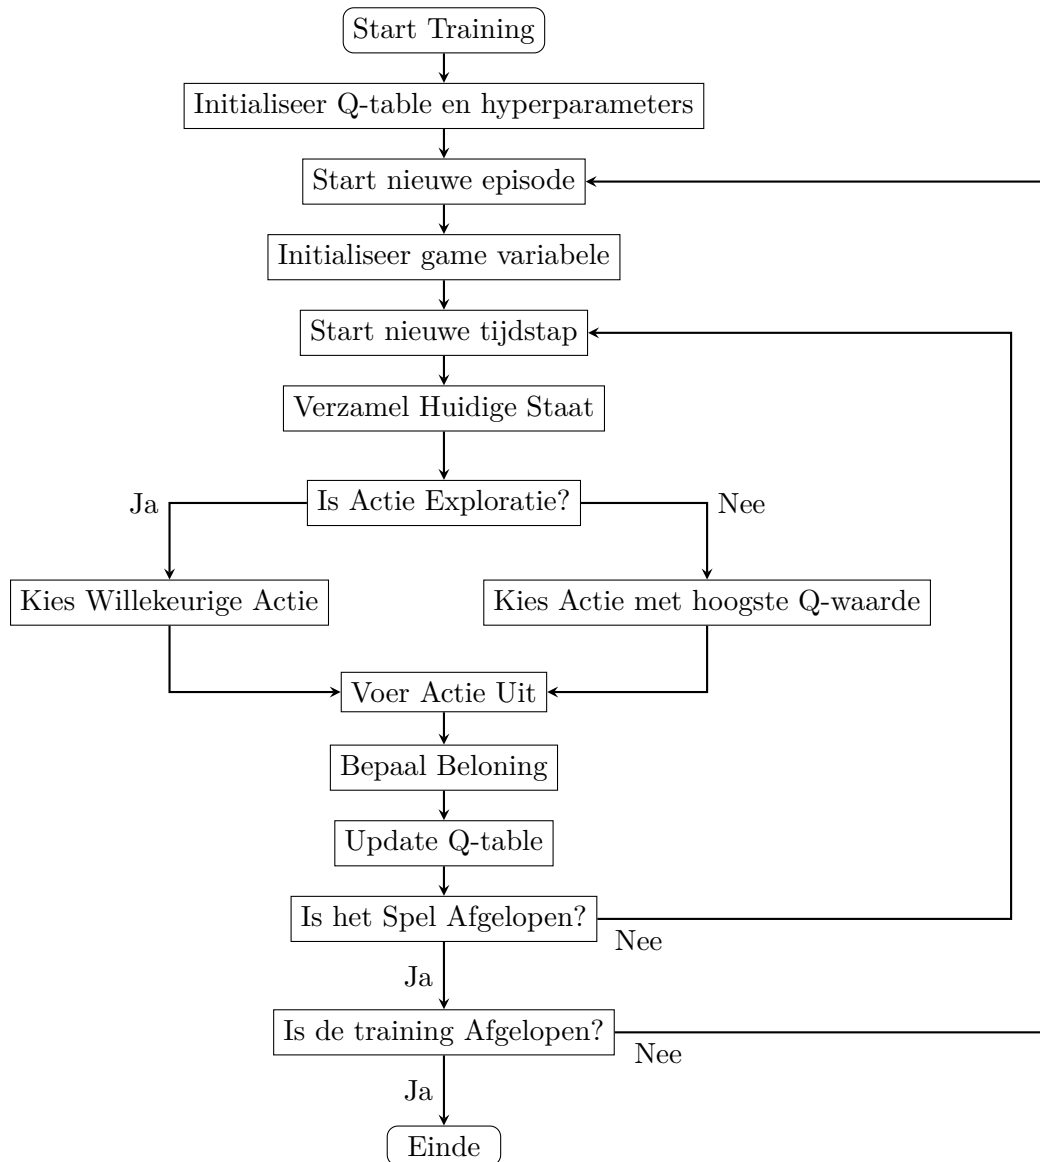 Start Training
Initialiseer Q-table en hyperparameters
Start nieuwe episode
Initialiseer game variabele
Start nieuwe tijdstap
Verzamel Huidige Staat
Is Actie Exploratie?
Ja
Nee
Kies Willekeurige Actie
Kies Actie met hoogste Q-waarde
Voer Actie Uit
Bepaal Beloning
Update Q-table
Is het Spel Afgelopen?
Nee
Ja
Is de training Afgelopen?
Nee
Ja
Einde